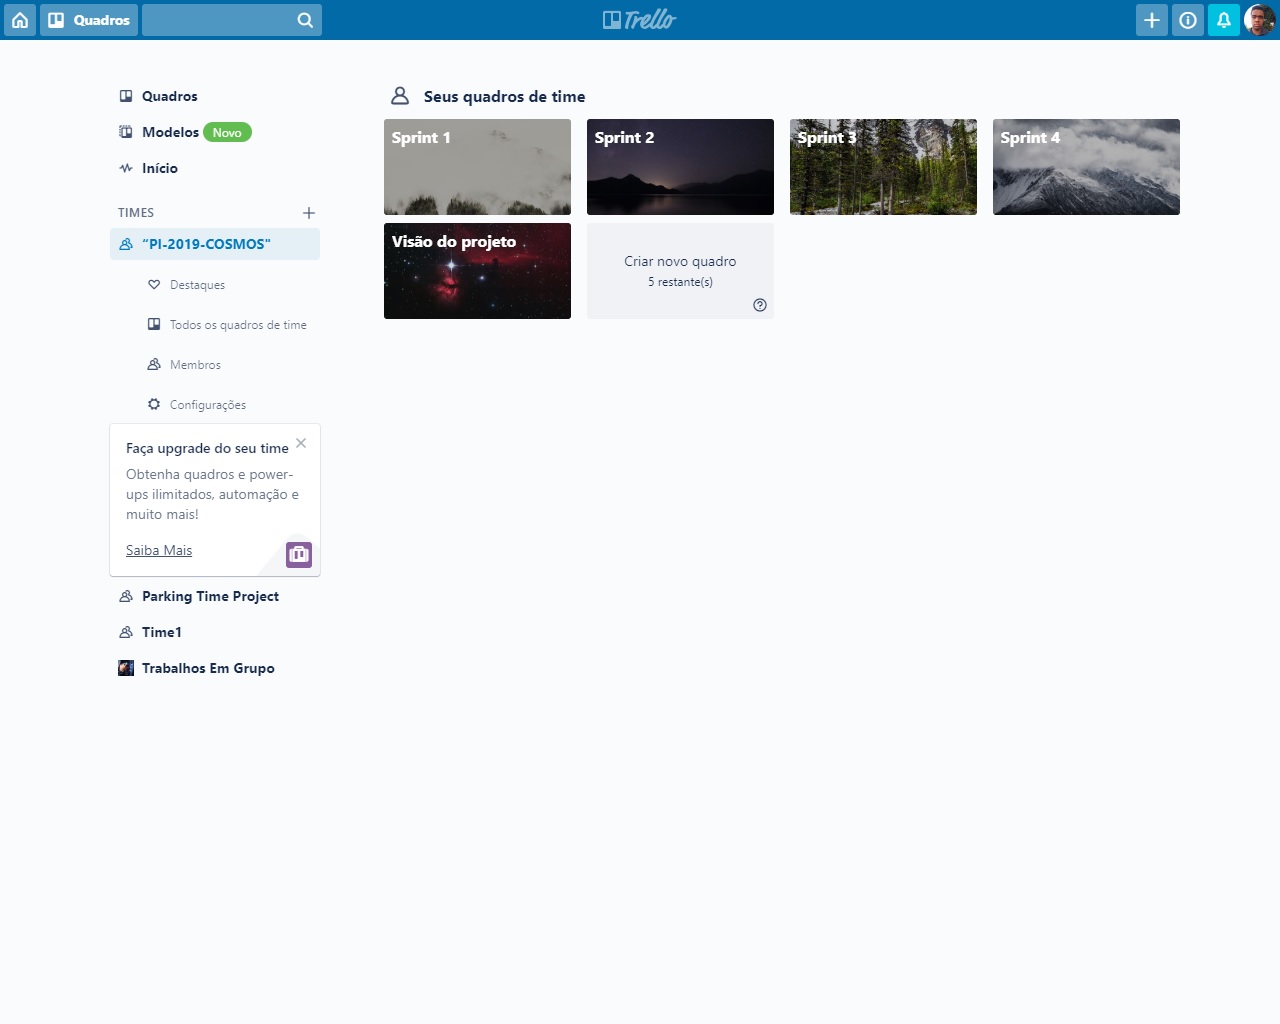 Quadros
Trello
Quadros
Modelos Novo
Início
TIMES
“PI-2019-COSMOS"
Destaques
Todos os quadros de time
Membros
Configurações
Faça upgrade do seu time
Obtenha quadros e power-
ups ilimitados, automação e
muito mais!
Saiba Mais
Parking Time Project
Time1
Trabalhos Em Grupo
Seus quadros de time
Sprint 1
Sprint 2
Sprint 3
Sprint 4
Visão do projeto
Criar novo quadro
5 restante(s)